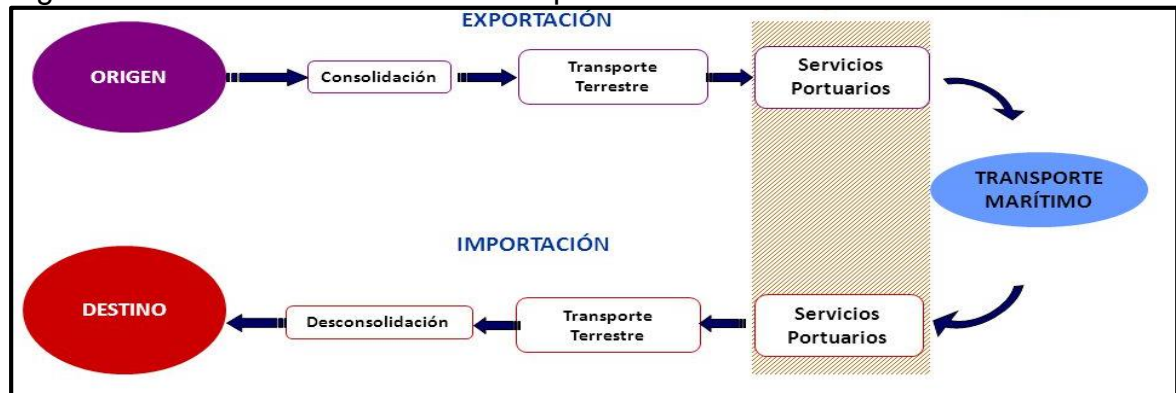 EXPORTACIÓN
ORIGEN
Consolidación
Transporte
Terrestre
Servicios
Portuarios
TRANSPORTE
MARÍTIMO
IMPORTACIÓN
DESTINO
Desconsolidación
Transporte
Terrestre
Servicios
Portuarios